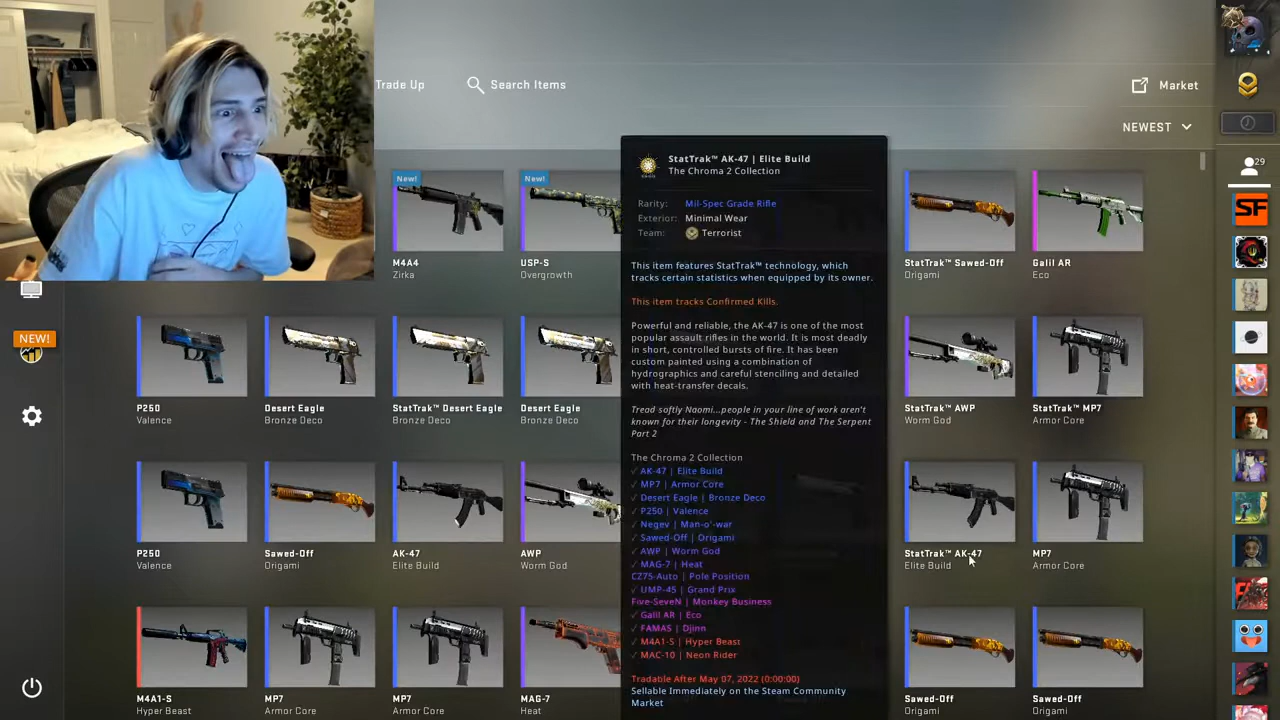 Trade Up
Search Items
Market
NEWEST
29
NEW!
New!
M4A4
Zirka
New!
USP-S
Overgrowth
StatTrak™ Sawed-Off
Origami
Galil AR
Eco
P250
Valence
Desert Eagle
Bronze Deco
StatTrak™ Desert Eagle
Bronze Deco
Desert Eagle
Bronze Deco
StatTrak™ AWP
Worm God
StatTrak™ MP7
Armor Core
P250
Valence
Sawed-Off
Origami
AK-47
Elite Build
AWP
Worm God
StatTrak™ AK-47
Elite Build
MP7
Armor Core
M4A1-S
Hyper Beast
MP7
Armor Core
MP7
Armor Core
MAG-7
Heat
Sawed-Off
Origami
Sawed-Off
Origami
StatTrak™ AK-47 | Elite Build
The Chroma 2 Collection
Rarity: Mil-Spec Grade Rifle
Exterior: Minimal Wear
Team: Terrorist
This item features StatTrak™ technology, which
tracks certain statistics when equipped by its owner.
This item tracks Confirmed Kills.
Powerful and reliable, the AK-47 is one of the most
popular assault rifles in the world. It is most deadly
in short, controlled bursts of fire. It has been
custom painted using a combination of
hydrographics and careful stenciling and detailed
with heat-transfer decals.
Tread softly Naomi...people in your line of work aren't
known for their longevity - The Shield and The Serpent
Part 2
The Chroma 2 Collection
✓ AK-47 | Elite Build
✓ MP7 | Armor Core
✓ Desert Eagle | Bronze Deco
✓ P250 | Valence
✓ Negev | Man-o'-war
✓ Sawed-Off | Origami
✓ AWP | Worm God
✓ MAG-7 | Heat
CZ75-Auto | Pole Position
✓ UMP-45 | Grand Prix
Five-SeveN | Monkey Business
✓ Galil AR | Eco
✓ FAMAS | Djinn
✓ M4A1-S | Hyper Beast
✓ MAC-10 | Neon Rider
Tradable After May 07, 2022 (0:00:00)
Sellable Immediately on the Steam Community
Market
SF